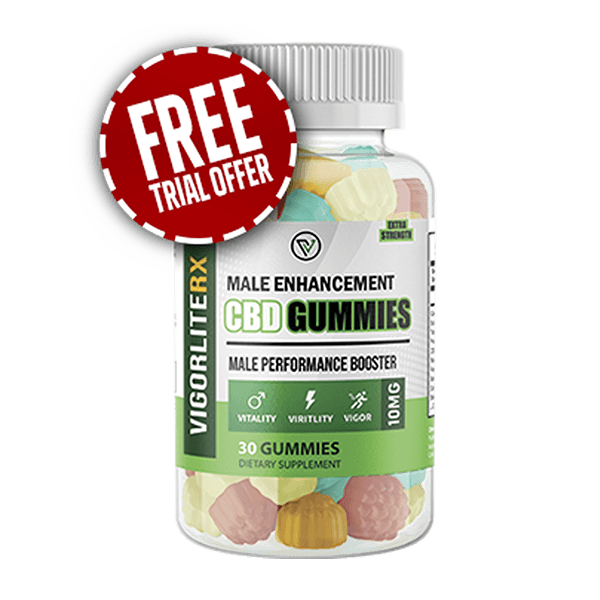 FREE
TRIAL OFFER
EXTRA
STRENGTH
VIGORLITERX
MALE ENHANCEMENT
CBD GUMMIES
MALE PERFORMANCE BOOSTER
VITALITY
VIRITLITY
VIGOR
10MG
30 GUMMIES
DIETARY SUPPLEMENT